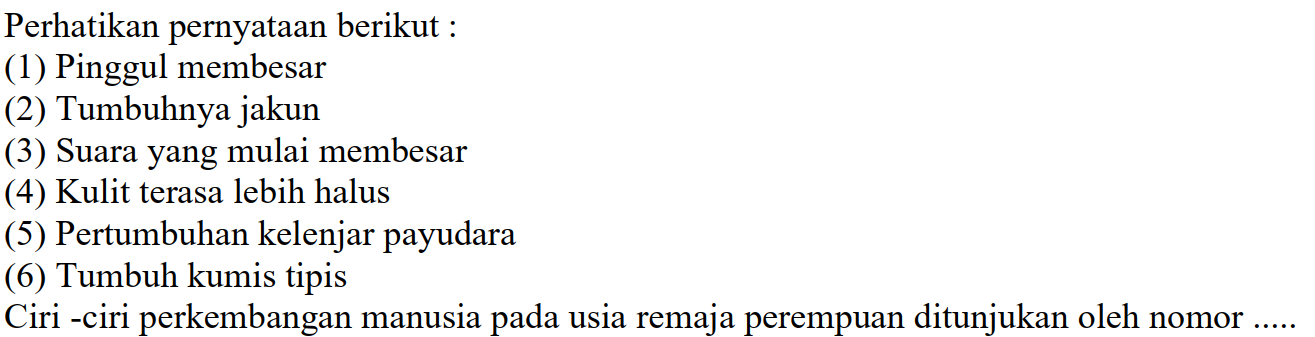 Perhatikan pernyataan berikut :
(1) Pinggul membesar
(2) Tumbuhnya jakun
(3) Suara yang mulai membesar
(4) Kulit terasa lebih halus
(5) Pertumbuhan kelenjar payudara
(6) Tumbuh kumis tipis
Ciri -ciri perkembangan manusia pada usia remaja perempuan ditunjukan oleh nomor .....